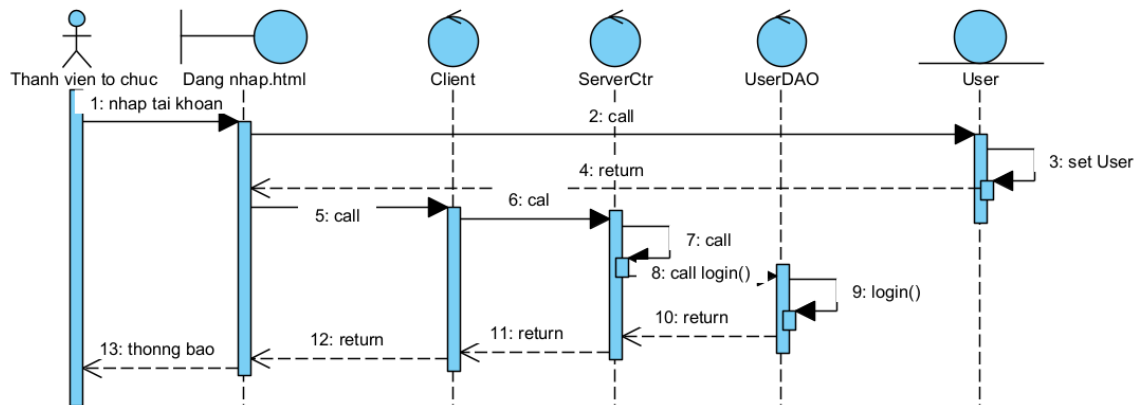 Thanh vien to chuc
Dang nhap.html
Client
ServerCtr
UserDAO
User
1: nhap tai khoan
2: call
3: set User
4: return
5: call
6: cal
7: call
8: call login()
9: login()
10: return
11: return
12: return
13: thonng bao